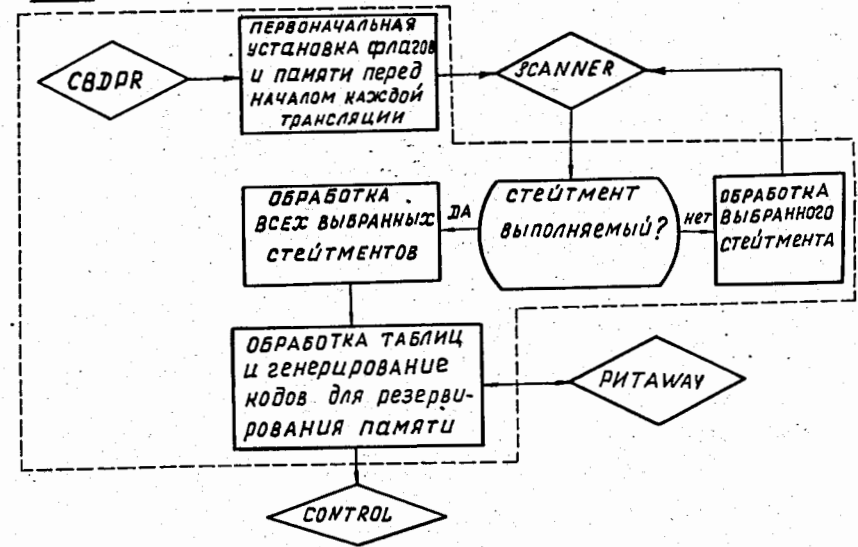 ПЕРВОНАЧАЛЬНАЯ
УСТАНОВКА ФЛАГОВ
И ПАМЯТИ ПЕРЕД
НАЧАЛОМ КАЖДОЙ
ТРАНСЛЯЦИИ
CBDPR
SCANNER
ОБРАБОТКА
ВСЕХ ВЫБРАННЫХ
СТЕЙТМЕНТОВ
ДА
СТЕЙТМЕНТ
ВЫПОЛНЯЕМЫЙ?
НЕТ
ОБРАБОТКА
ВЫБРАННОГО
СТЕЙТМЕНТА
ОБРАБОТКА ТАБЛИЦ
И ГЕНЕРИРОВАНИЕ
КОДОВ ДЛЯ РЕЗЕРВИ-
РОВАНИЯ ПАМЯТИ
РИТAWAY
CONTROL